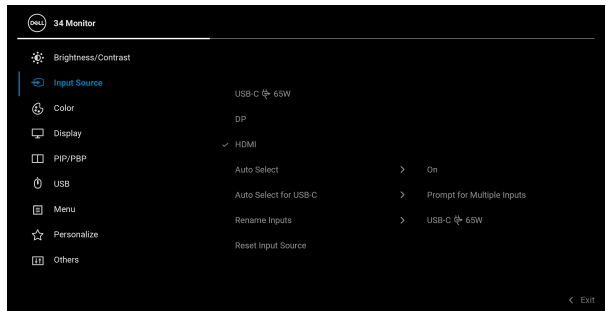 DELL 34 Monitor
Brightness/Contrast
Input Source
USB-C 65W
Color
DP
Display
HDMI
PIP/PBP
Auto Select On
USB
Auto Select for USB-C Prompt for Multiple Inputs
Menu
Rename Inputs USB-C 65W
Personalize
Reset Input Source
Others
Exit